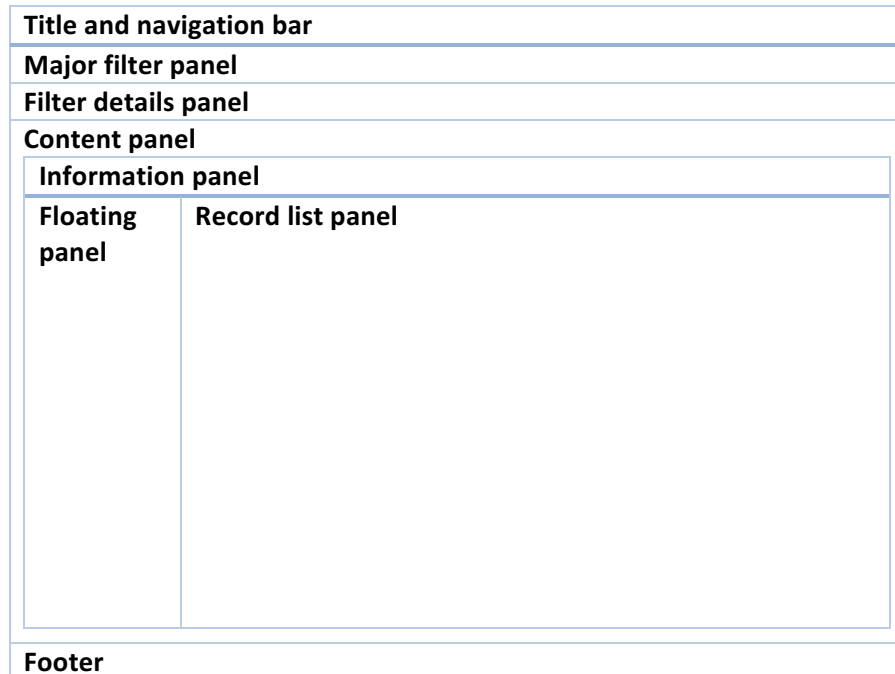 Title and navigation bar
Major filter panel
Filter details panel
Content panel
Information panel
Floating
panel
Record list panel
Footer